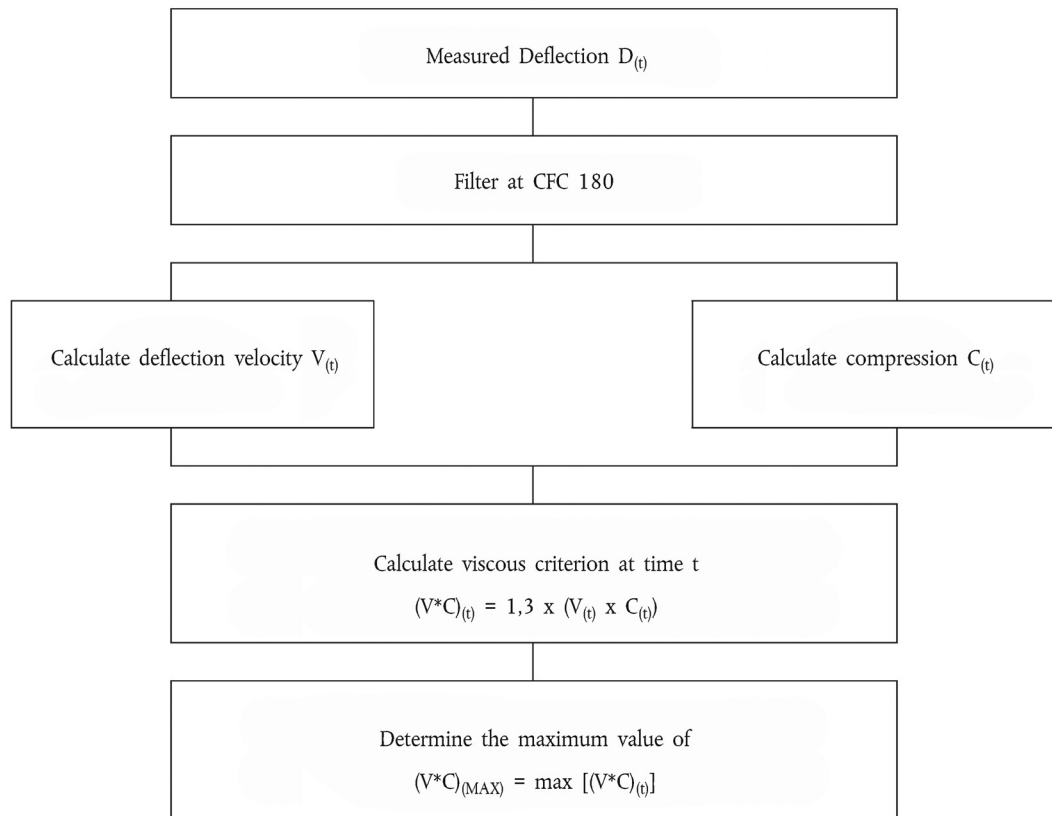 Measured Deflection D(t)
Filter at CFC 180
Calculate deflection velocity V(t)
Calculate compression C(t)
Calculate viscous criterion at time t
(V*C)(t) = 1,3 x (V(t) x C(t))
Determine the maximum value of
(V*C)(MAX) = max [(V*C)(t)]